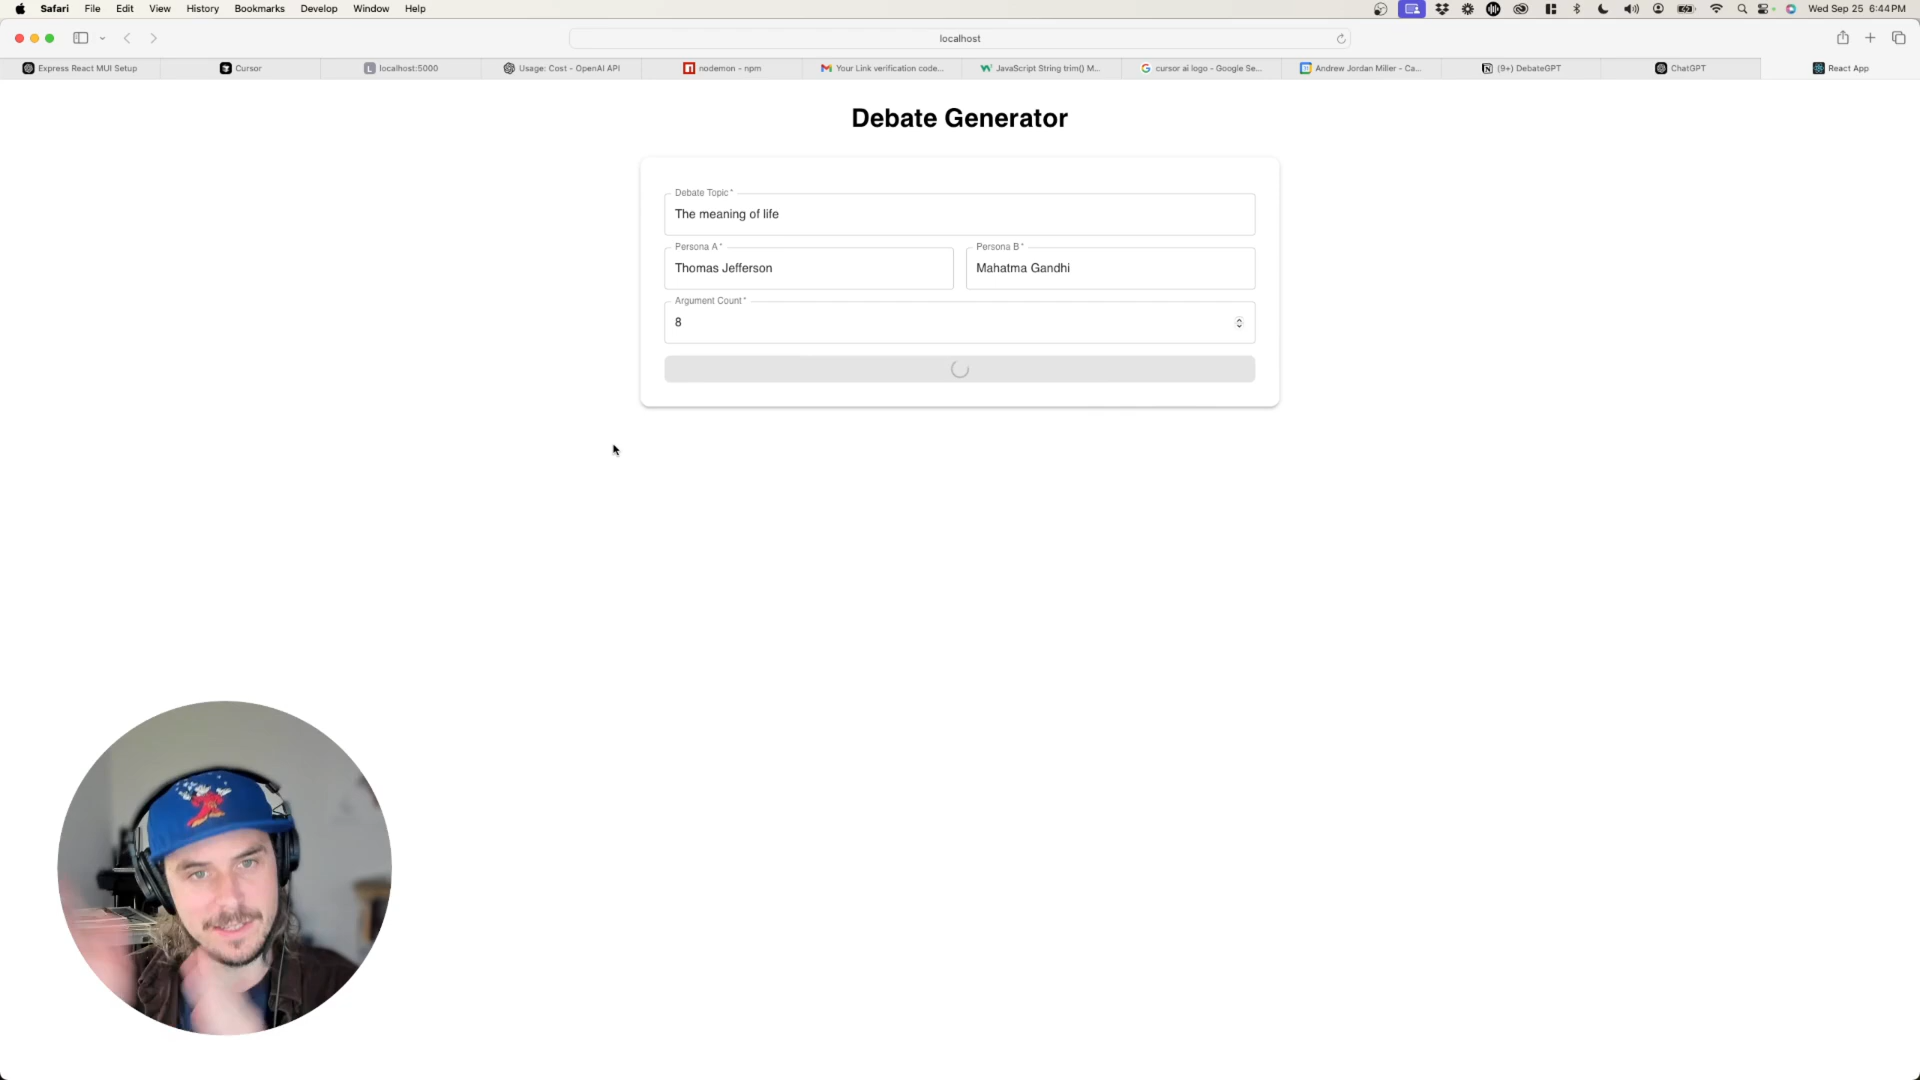 Safari File Edit View History Bookmarks Develop Window Help Wed Sep 25 6:44 PM
localhost
Express React MUI Setup Cursor localhost:5000 Usage: Cost - OpenAI API nodemon - npm Your Link verification code... JavaScript String trim() M... cursor ai logo - Google Se... Andrew Jordan Miller - Ca... (9+) DebateGPT ChatGPT React App
Debate Generator
Debate Topic *
The meaning of life
Persona A * Persona B *
Thomas Jefferson Mahatma Gandhi
Argument Count *
8